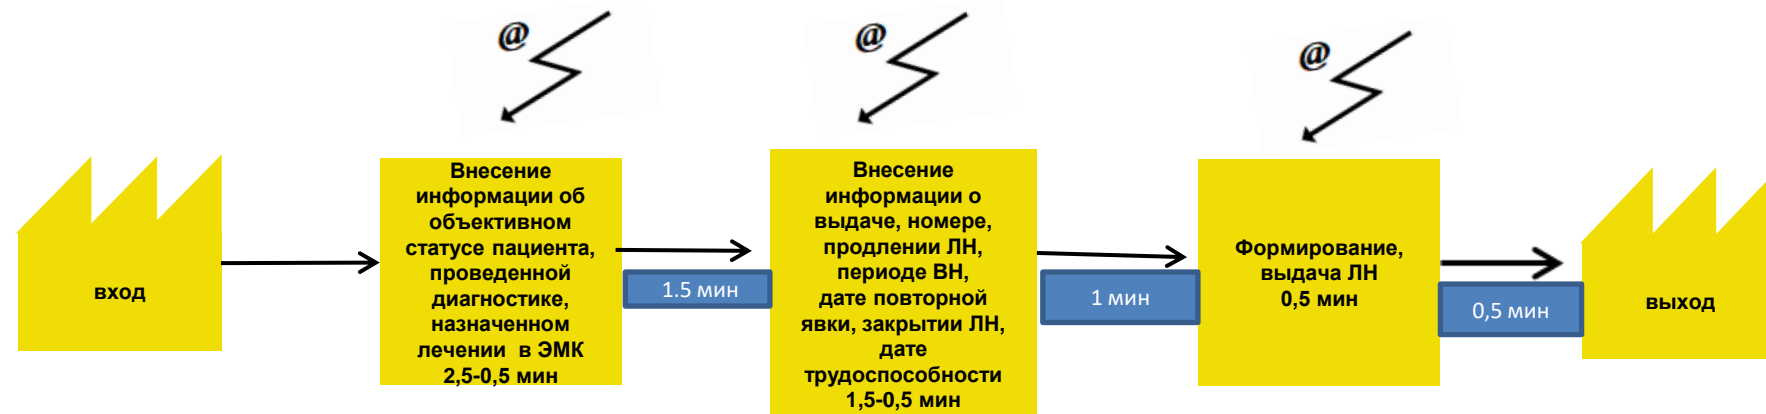 @
@
@
вход
Внесение
информации об
объективном
статусе пациента,
проведенной
диагностике,
назначенном
лечении в ЭМК
2,5-0,5 мин
1.5 мин
Внесение
информации о
выдаче, номере,
продлении ЛН,
периоде ВН,
дате повторной
явки, закрытии ЛН,
дате
трудоспособности
1,5-0,5 мин
1 мин
Формирование,
выдача ЛН
0,5 мин
0,5 мин
выход